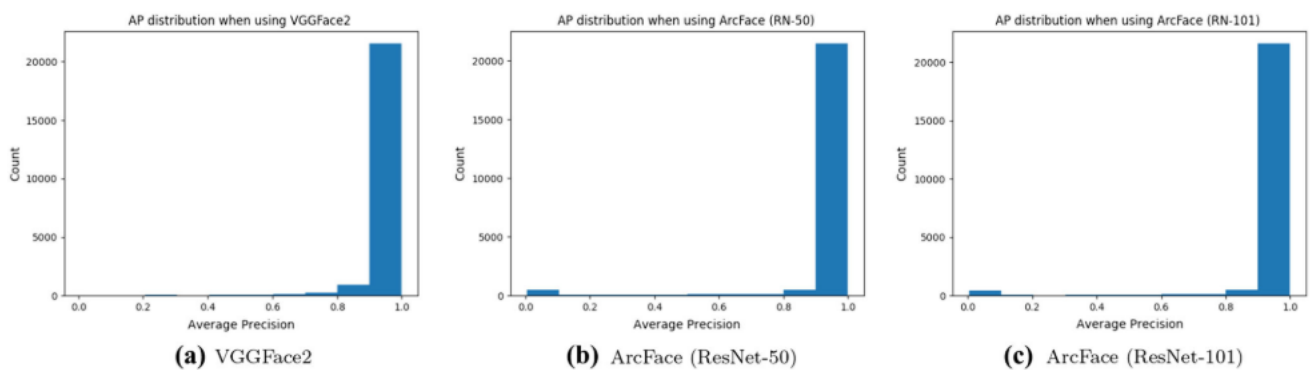 AP distribution when using VGGFace2
20000
15000
10000
5000
0
Count
0.0 0.2 0.4 0.6 0.8 1.0
Average Precision
(a) VGGFace2
AP distribution when using ArcFace (RN-50)
20000
15000
10000
5000
0
Count
0.0 0.2 0.4 0.6 0.8 1.0
Average Precision
(b) ArcFace (ResNet-50)
AP distribution when using ArcFace (RN-101)
20000
15000
10000
5000
0
Count
0.0 0.2 0.4 0.6 0.8 1.0
Average Precision
(c) ArcFace (ResNet-101)